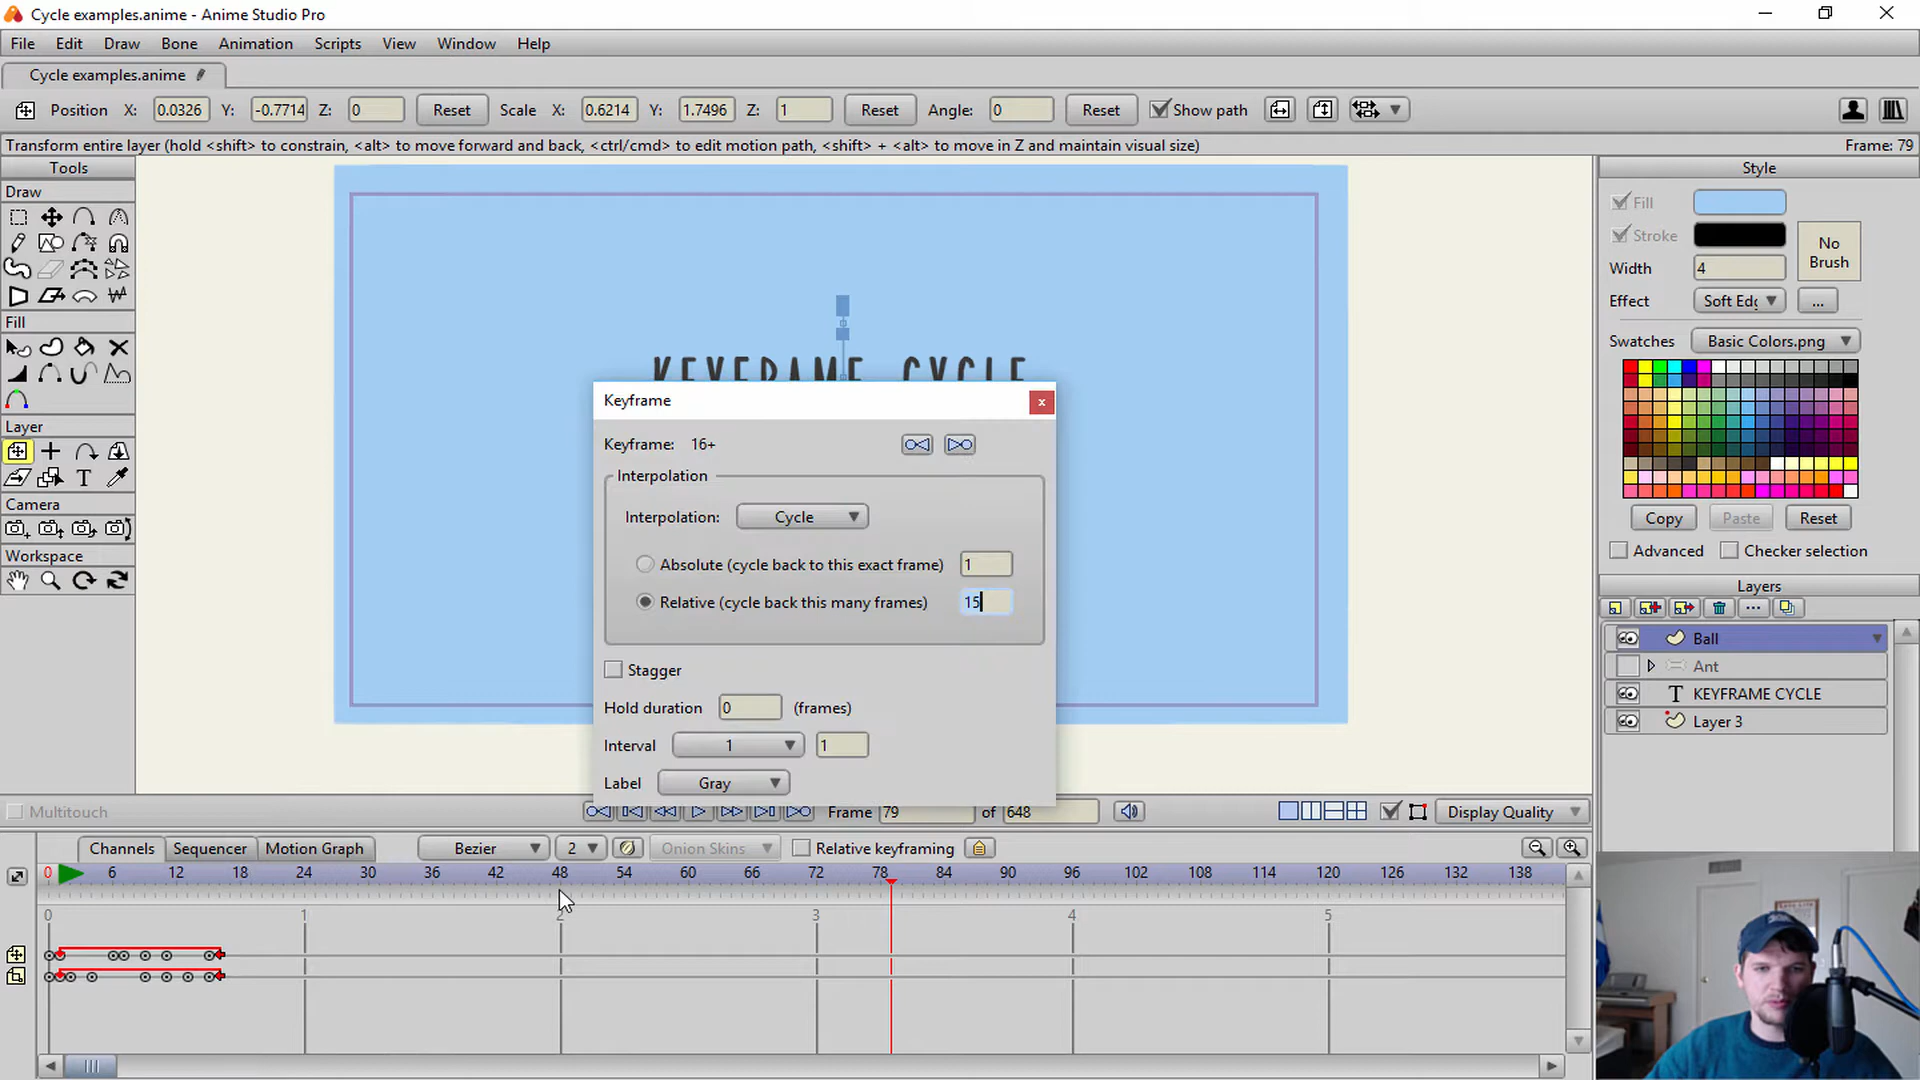 Cycle examples.anime - Anime Studio Pro
File Edit Draw Bone Animation Scripts View Window Help
Cycle examples.anime
Position X: 0.0326 Y: -0.7714 Z: 0 Reset Scale X: 0.6214 Y: 1.7496 Z: 1 Reset Angle: 0 Reset Show path
Transform entire layer (hold <shift> to constrain, <alt> to move forward and back, <ctrl/cmd> to edit motion path, <shift> + <alt> to move in Z and maintain visual size) Frame: 79
Tools
Draw
Fill
Layer
T
Camera
Workspace
KEYFRAME CYCLE
Keyframe x
Keyframe: 16+
Interpolation
Interpolation: Cycle
Absolute (cycle back to this exact frame) 1
Relative (cycle back this many frames) 15
Stagger
Hold duration 0 (frames)
Interval 1 1
Label Gray
Style
Fill
Stroke
No Brush
Width 4
Effect Soft Edg ...
Swatches Basic Colors.png
Copy Paste Reset
Advanced Checker selection
Layers
Ball
Ant
T KEYFRAME CYCLE
Layer 3
Multitouch Frame 79 of 648 Display Quality
Channels Sequencer Motion Graph Bezier 2 Onion Skins Relative keyframing
0 6 12 18 24 30 36 42 48 54 60 66 72 78 84 90 96 102 108 114 120 126 132 138
0 1 2 3 4 5